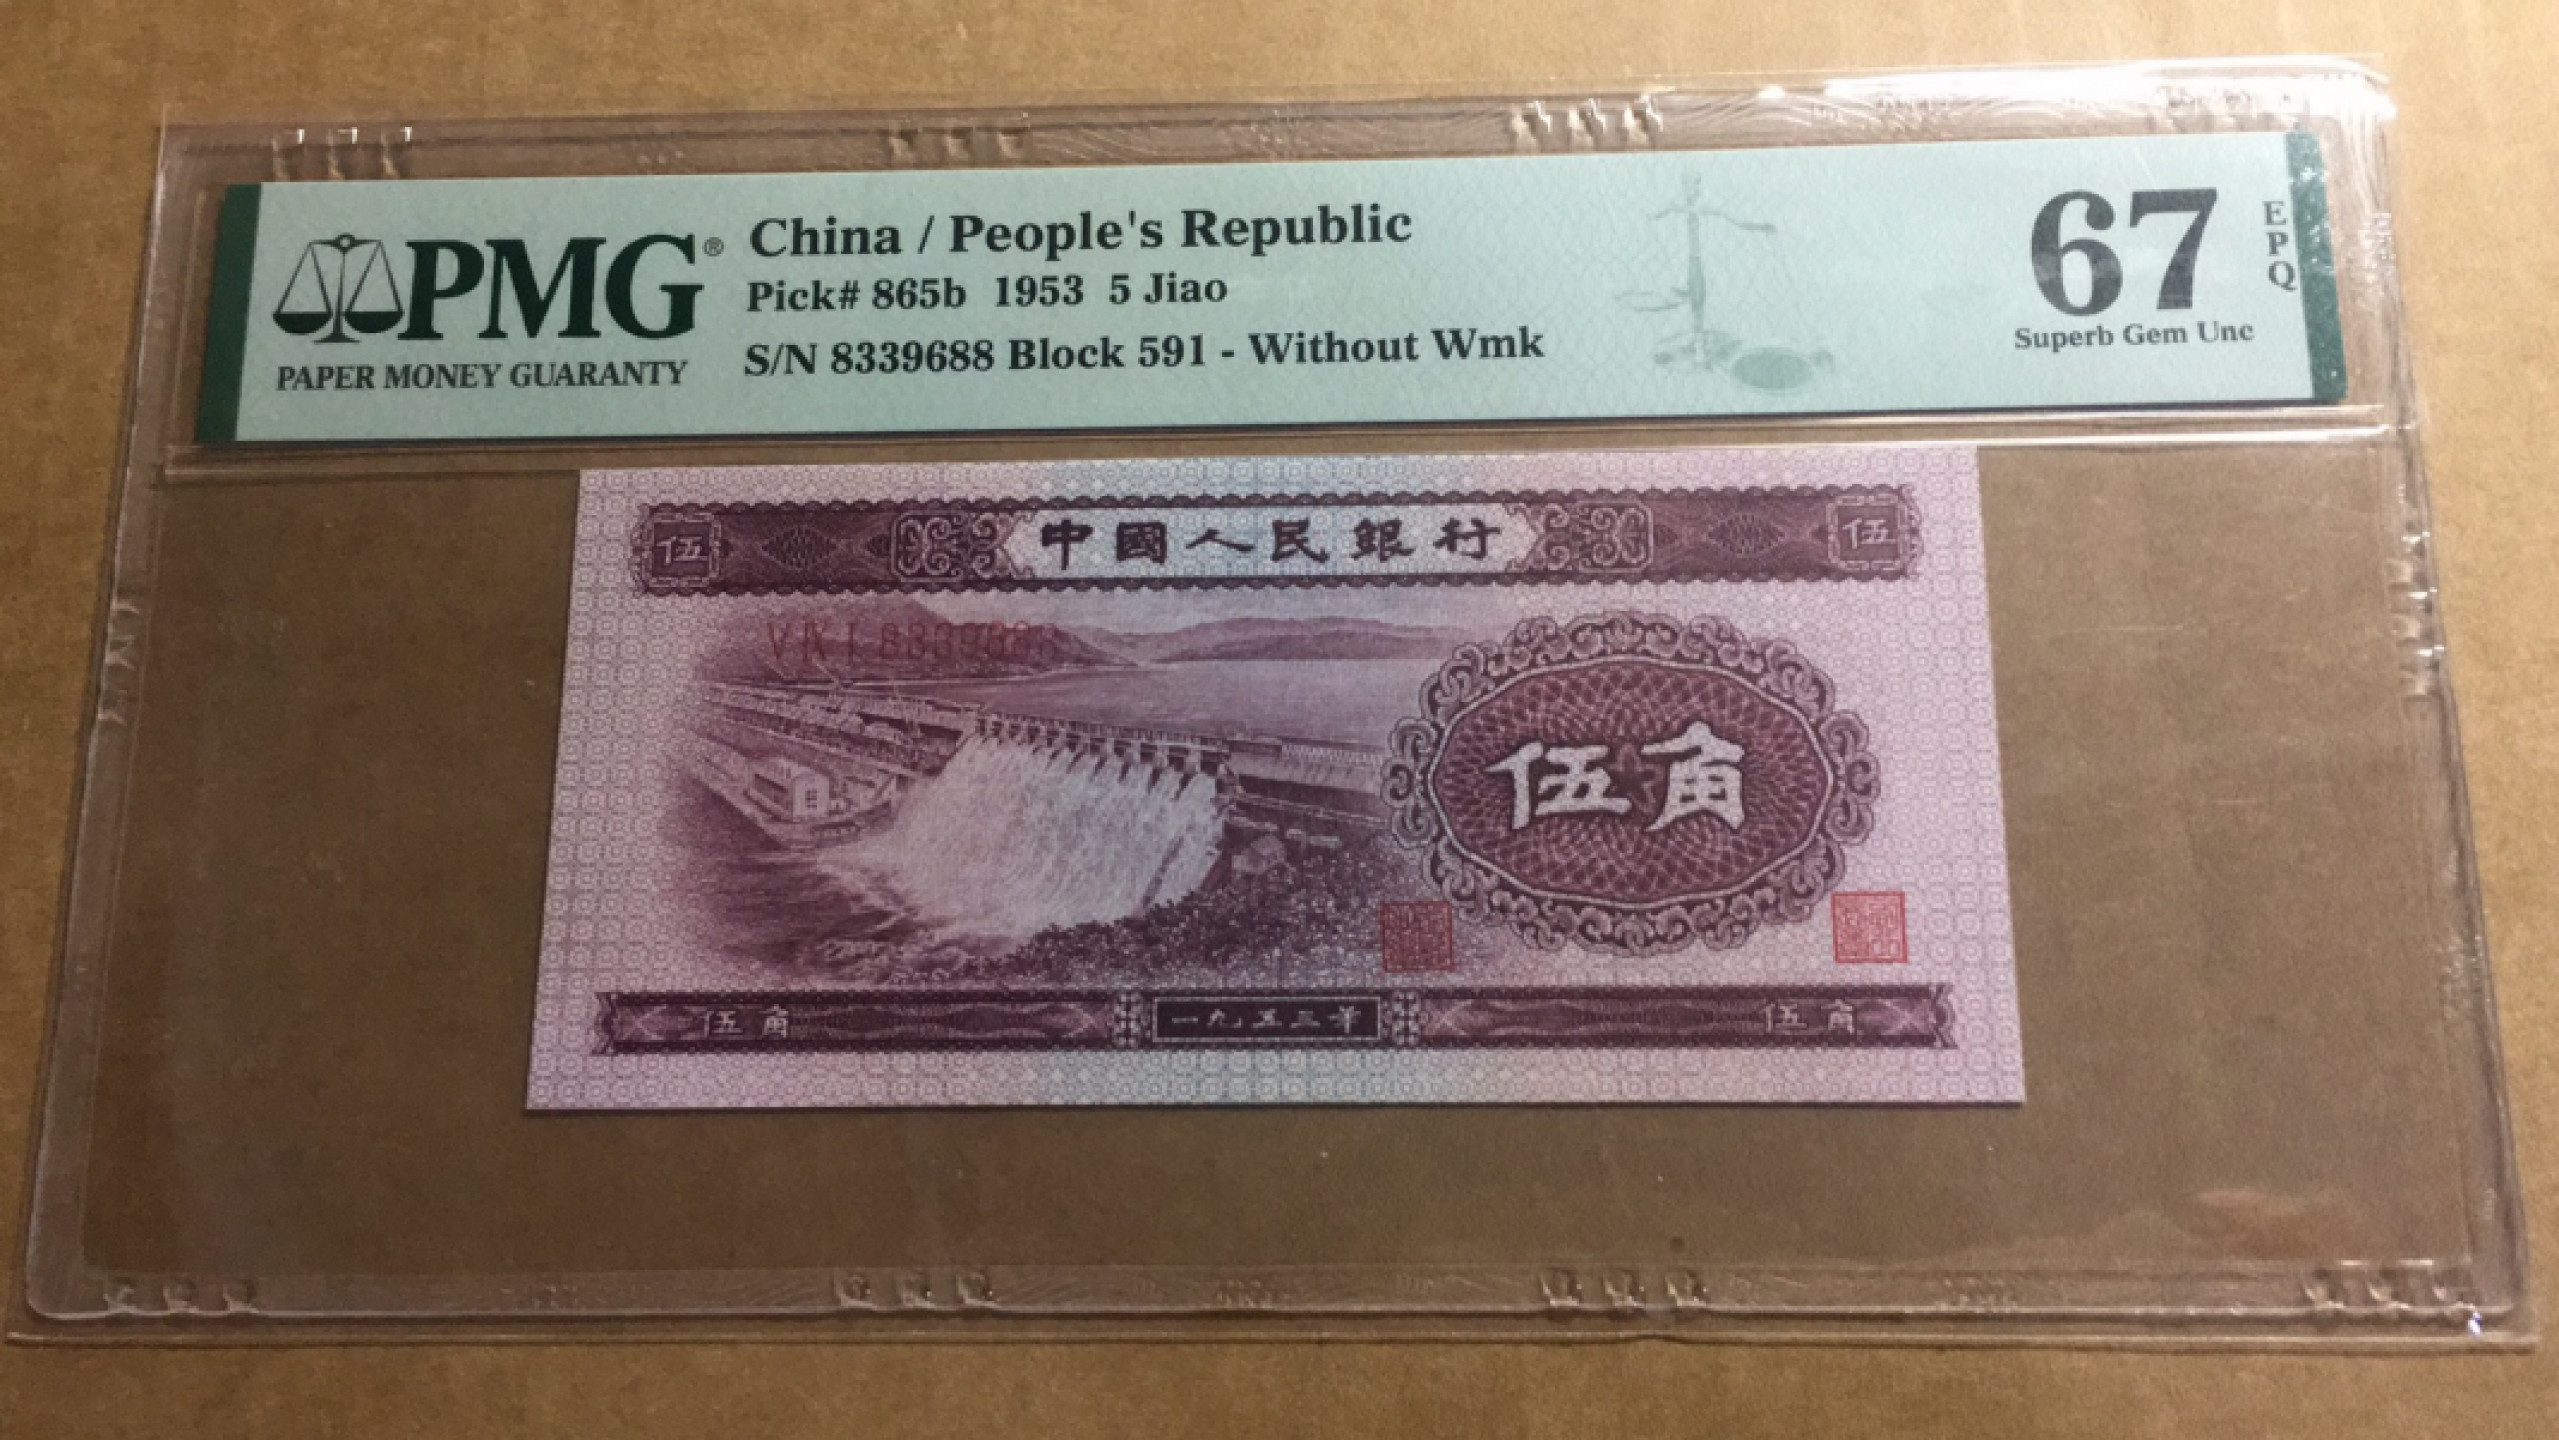 PMG®
PAPER MONEY GUARANTY
China / People's Republic
Pick# 865b 1953 5 Jiao
S/N 8339688 Block 591 - Without Wmk
67
EPQ
Superb Gem Unc
伍 中國人民銀行 伍
V IX I 8339688
伍角
伍角 一九五三年 伍角